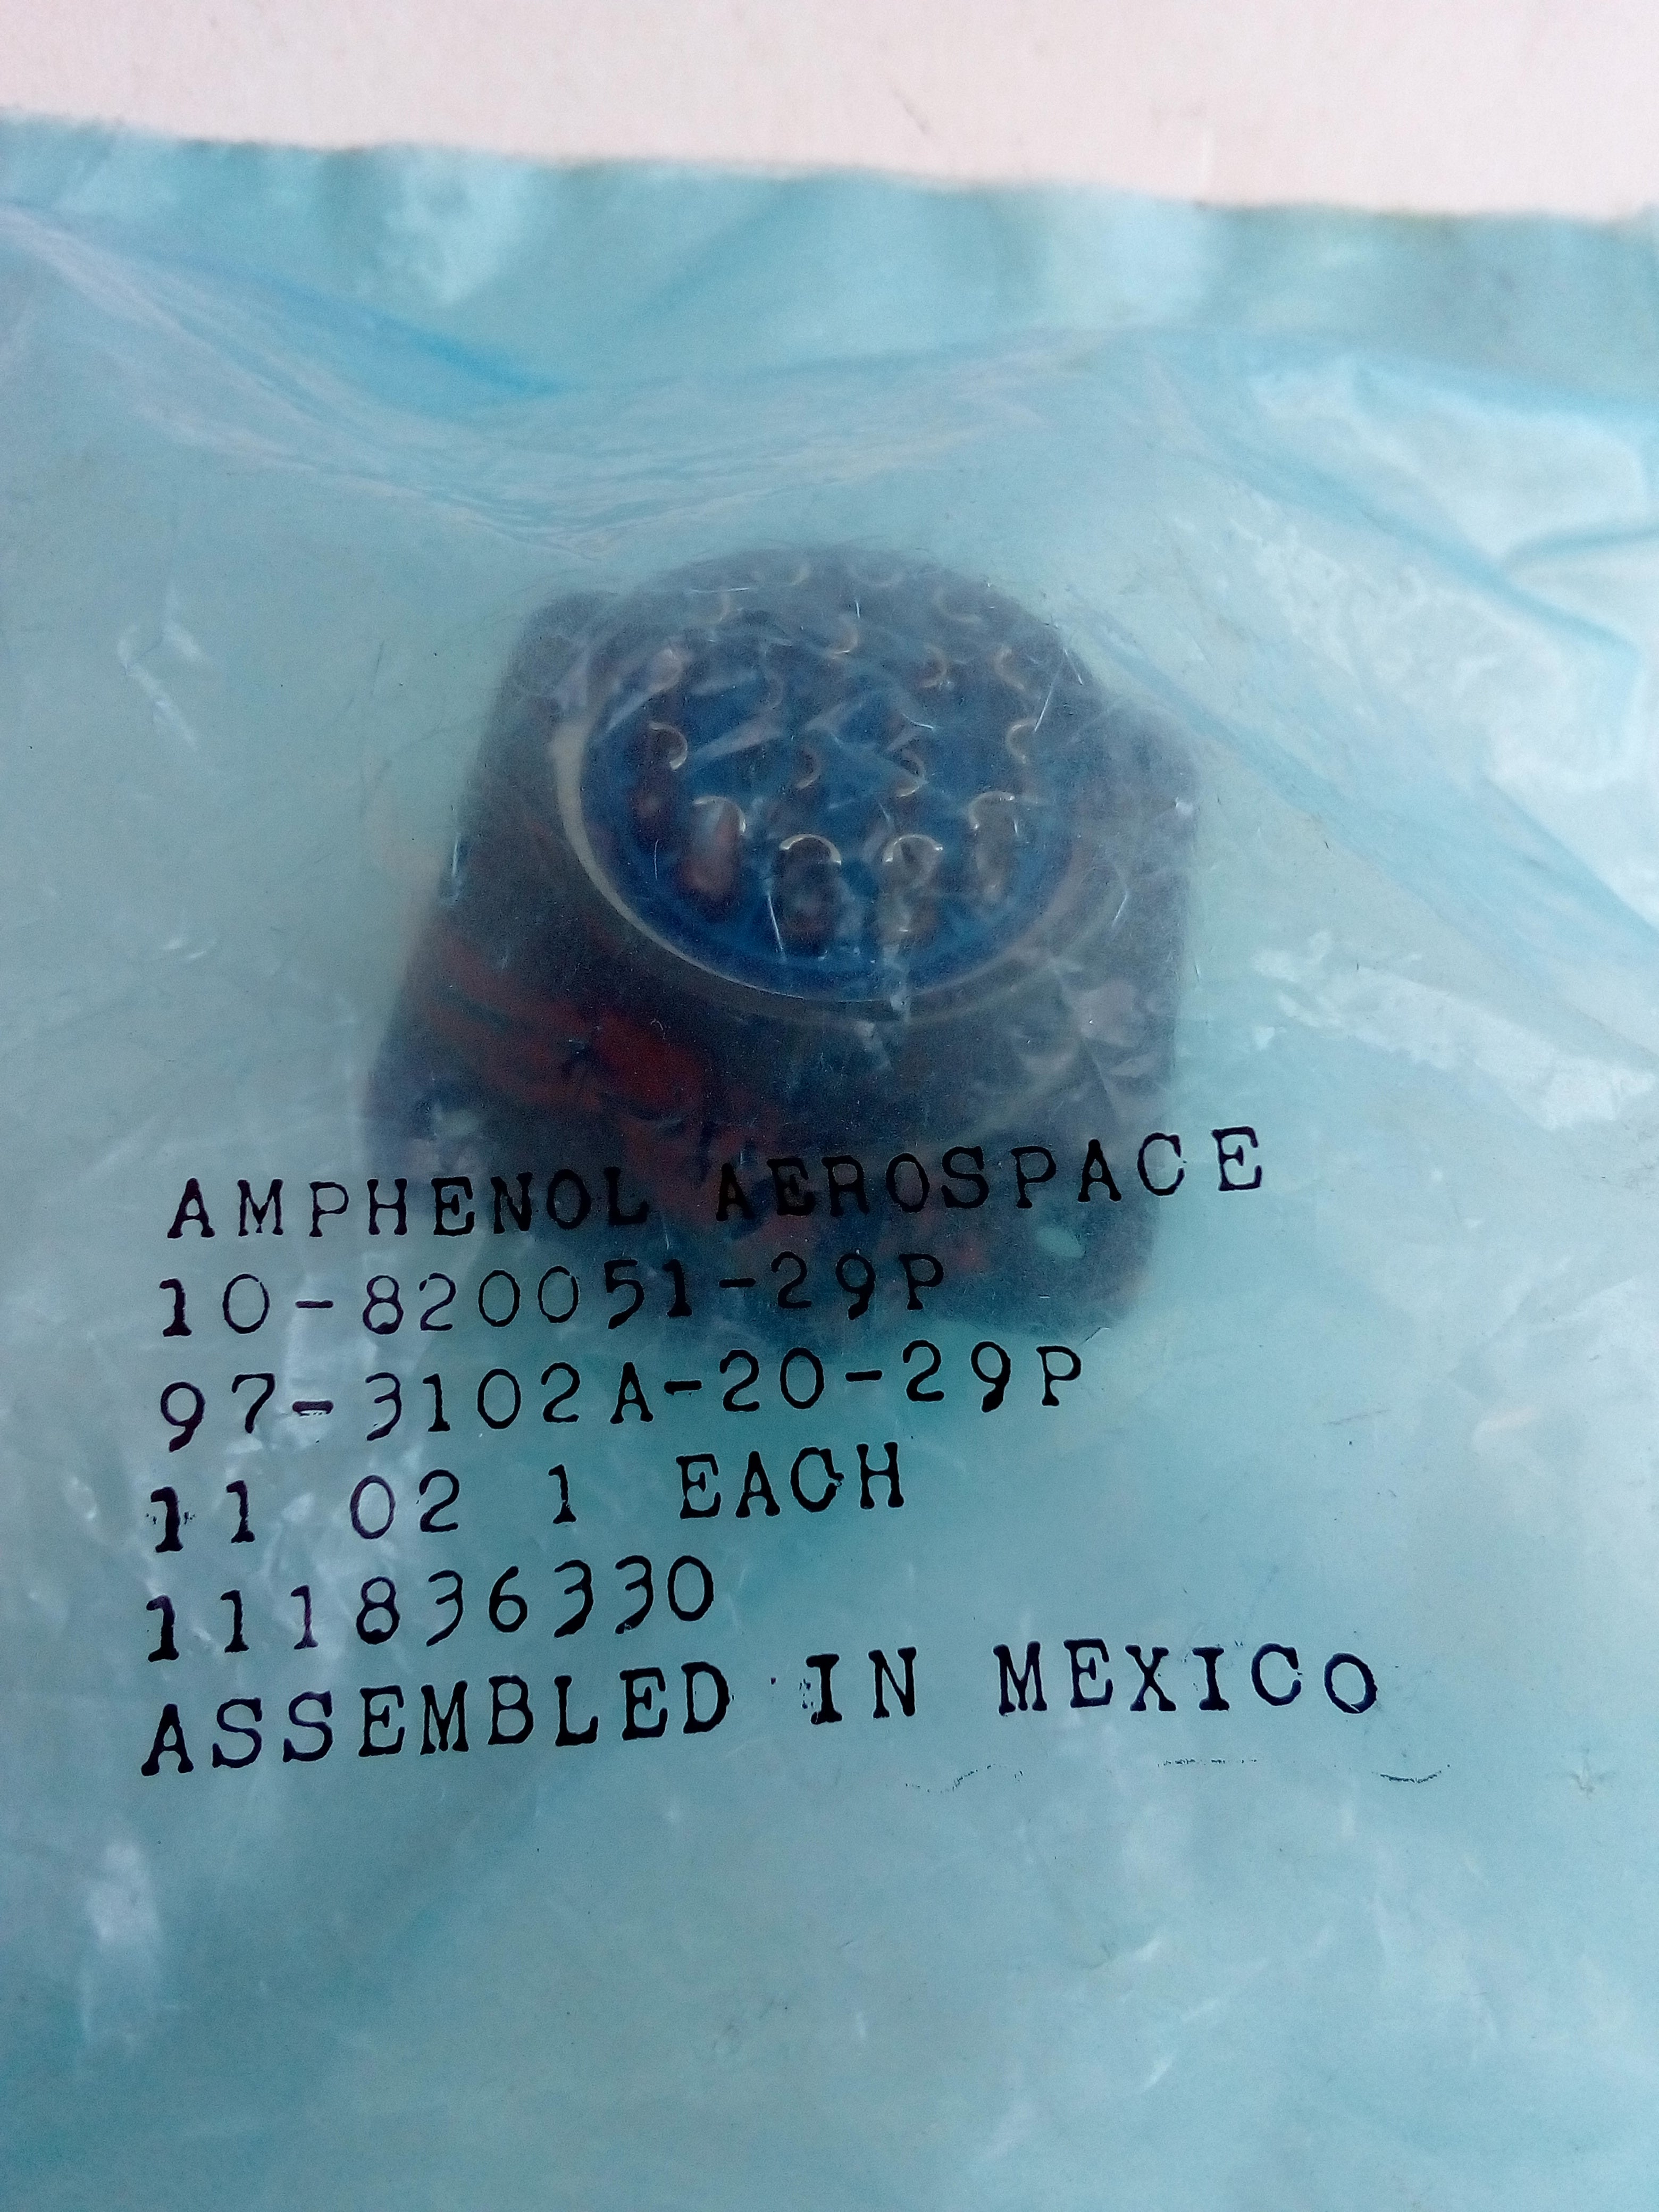 AMPHENOL AEROSPACE
10-820051-29P
97-3102A-20-29P
11 02 1 EACH
111836330
ASSEMBLED IN MEXICO